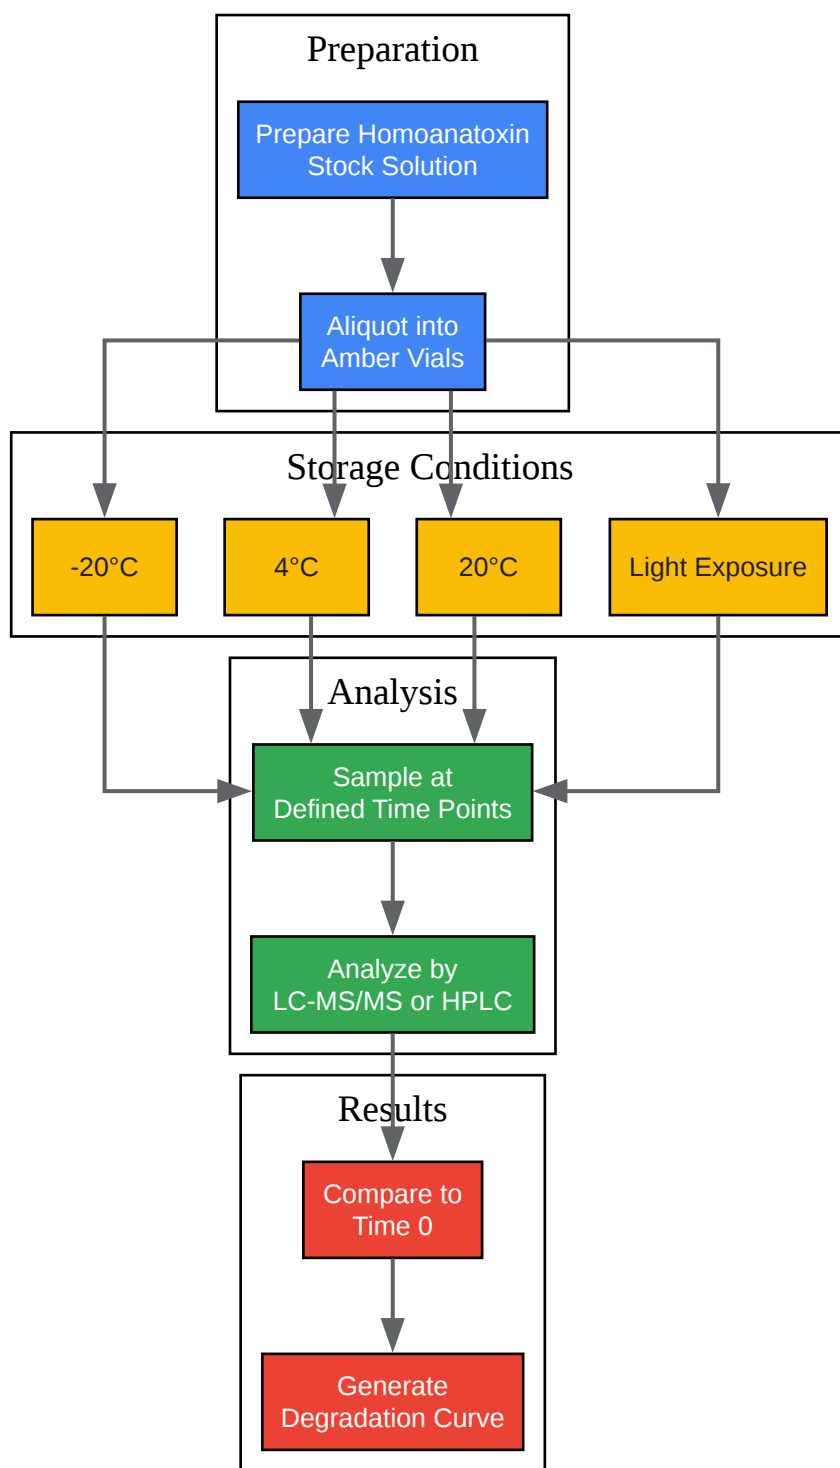 Preparation
Prepare Homoanatoxin
Stock Solution
Aliquot into
Amber Vials
Storage Conditions
-20°C
4°C
20°C
Light Exposure
Analysis
Sample at
Defined Time Points
Analyze by
LC-MS/MS or HPLC
Results
Compare to
Time 0
Generate
Degradation Curve